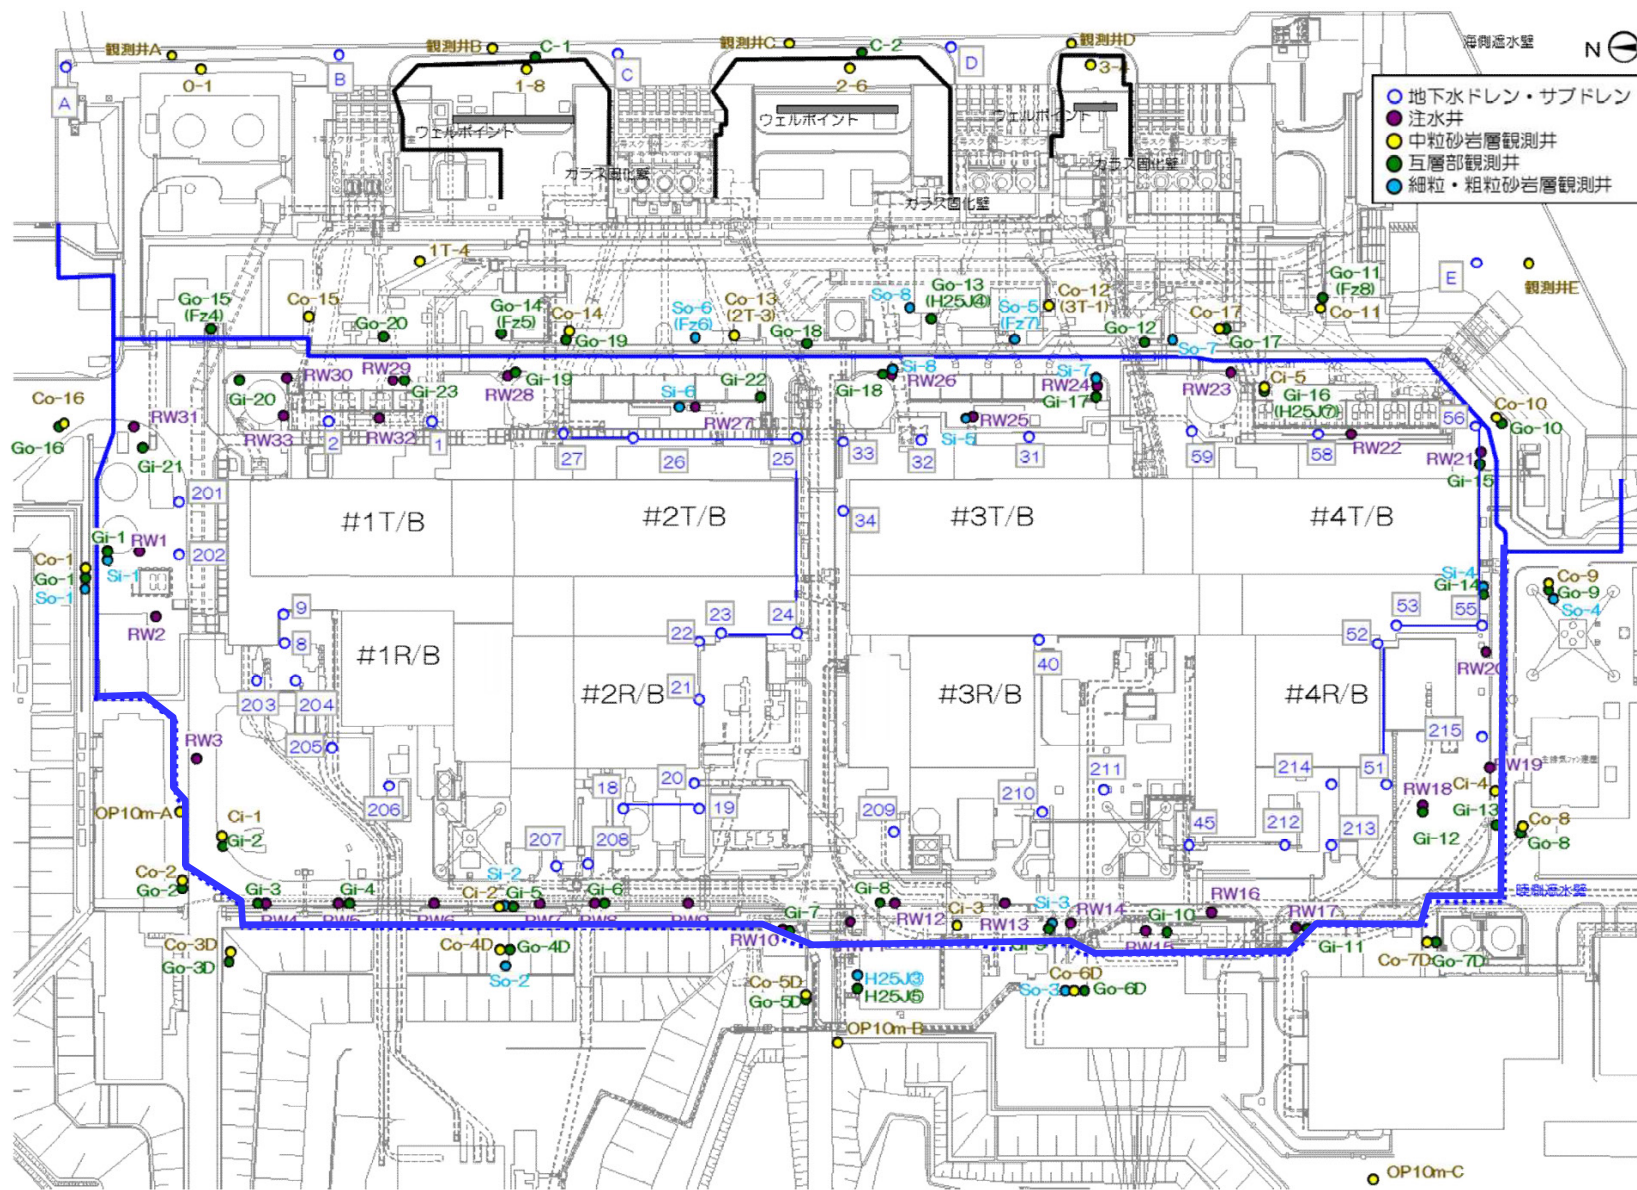 観測井A
観測井B
C-1
観測井C
C-2
観測井D
海側遮水壁
N
A
0-1
B
1-8
C
2-6
D
3-4
地下水ドレン・サブドレン
注水井
中粒砂岩層観測井
互層部観測井
細粒・粗粒砂岩層観測井
ウェルポイント
ウェルポイント
ウェルポイント
ガラス固化壁
ガラス固化壁
ガラス固化壁
1T-4
E
観測井E
Go-15
(Fz4)
Co-15
Go-20
Go-14
(Fz5)
Co-14
Go-19
So-6
(Fz6)
Co-13
(2T-3)
Go-18
So-8
Go-13
(H25J④)
So-5
(Fz7)
Co-12
(3T-1)
Go-12
So-7
Co-17
Go-17
Go-11
(Fz8)
Co-11
Co-16
Go-16
RW31
Gi-21
Gi-20
RW30
RW33
RW29
RW32
Gi-23
RW28
Gi-19
Si-6
RW27
Gi-22
Gi-18
Si-8
RW26
Si-5
RW25
Si-7
RW24
Gi-17
RW23
Ci-5
Gi-16
(H25J⑦)
RW22
Co-10
Go-10
RW21
Gi-15
2
1
27
26
25
33
32
31
59
58
56
201
202
34
#1T/B
#2T/B
#3T/B
#4T/B
Gi-1
RW1
Si-1
Co-1
Go-1
So-1
RW2
Si-4
Gi-14
Co-9
Go-9
So-4
9
8
23
24
22
21
40
53
55
52
RW20
#1R/B
#2R/B
#3R/B
#4R/B
203
204
205
206
RW3
20
18
19
207
208
209
210
211
45
212
213
214
51
215
RW19
RW18
Ci-4
Gi-13
Gi-12
Co-8
Go-8
主排気ファン建屋
OP10m-A
Ci-1
Gi-2
Co-2
Go-2
Gi-3
RW4
Gi-4
RW5
RW6
Si-2
Ci-2
Gi-5
RW7
Gi-6
RW8
RW9
Gi-7
RW10
Gi-8
RW12
Ci-3
RW13
Si-3
RW14
Gi-10
RW15
RW16
RW17
Gi-11
陸側遮水壁
Co-3D
Go-3D
Co-4D
Go-4D
So-2
Co-5D
Go-5D
H25J③
H25J⑤
Co-6D
So-3
Go-6D
Co-7D
Go-7D
OP10m-B
OP10m-C